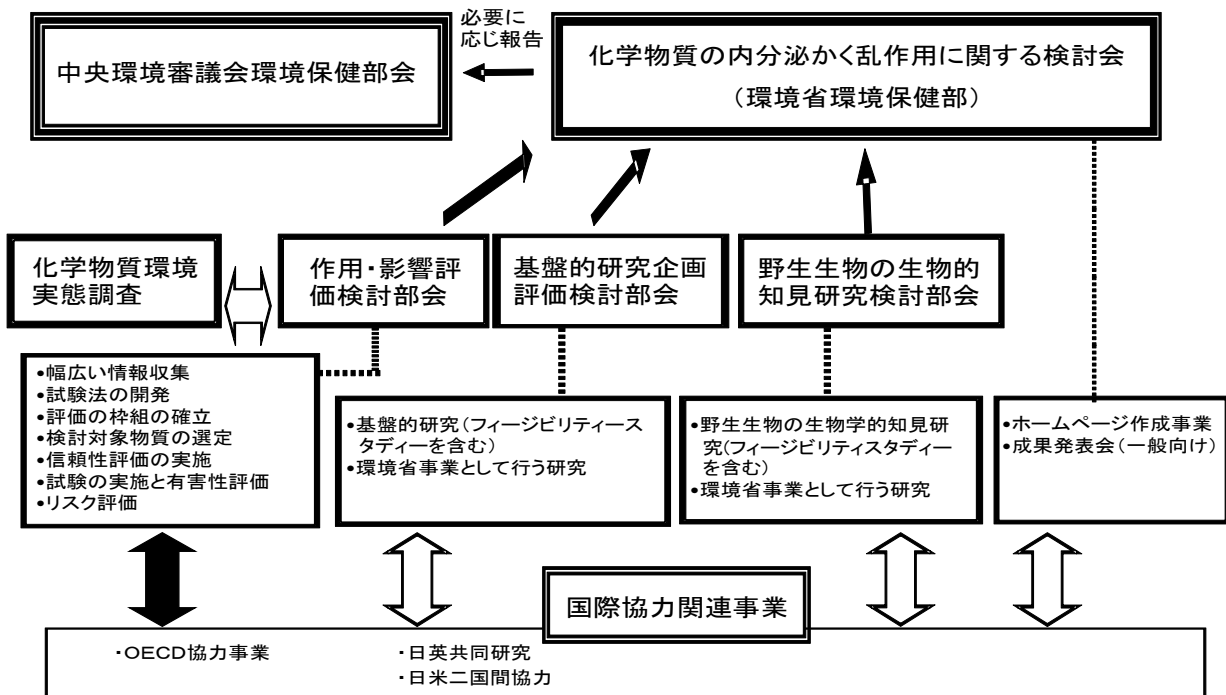 必要に
応じ報告
中央環境審議会環境保健部会
化学物質の内分泌かく乱作用に関する検討会
（環境省環境保健部）
化学物質環境
実態調査
作用・影響評
価検討部会
基盤的研究企画
評価検討部会
野生生物の生物的
知見研究検討部会
•幅広い情報収集
•試験法の開発
•評価の枠組の確立
•検討対象物質の選定
•信頼性評価の実施
•試験の実施と有害性評価
•リスク評価
•基盤的研究（フィージビリティース
タディーを含む）
•環境省事業として行う研究
•野生生物の生物学的知見研
究(フィージビリティスタディー
を含む)
•環境省事業として行う研究
•ホームページ作成事業
•成果発表会（一般向け）
国際協力関連事業
・OECD協力事業
・日英共同研究
・日米二国間協力